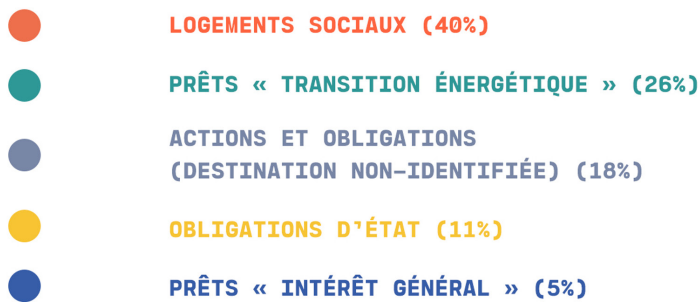 LOGEMENTS SOCIAUX (40%)
PRÊTS « TRANSITION ÉNERGÉTIQUE » (26%)
ACTIONS ET OBLIGATIONS
(DESTINATION NON-IDENTIFIÉE) (18%)
OBLIGATIONS D'ÉTAT (11%)
PRÊTS « INTÉRÊT GÉNÉRAL » (5%)